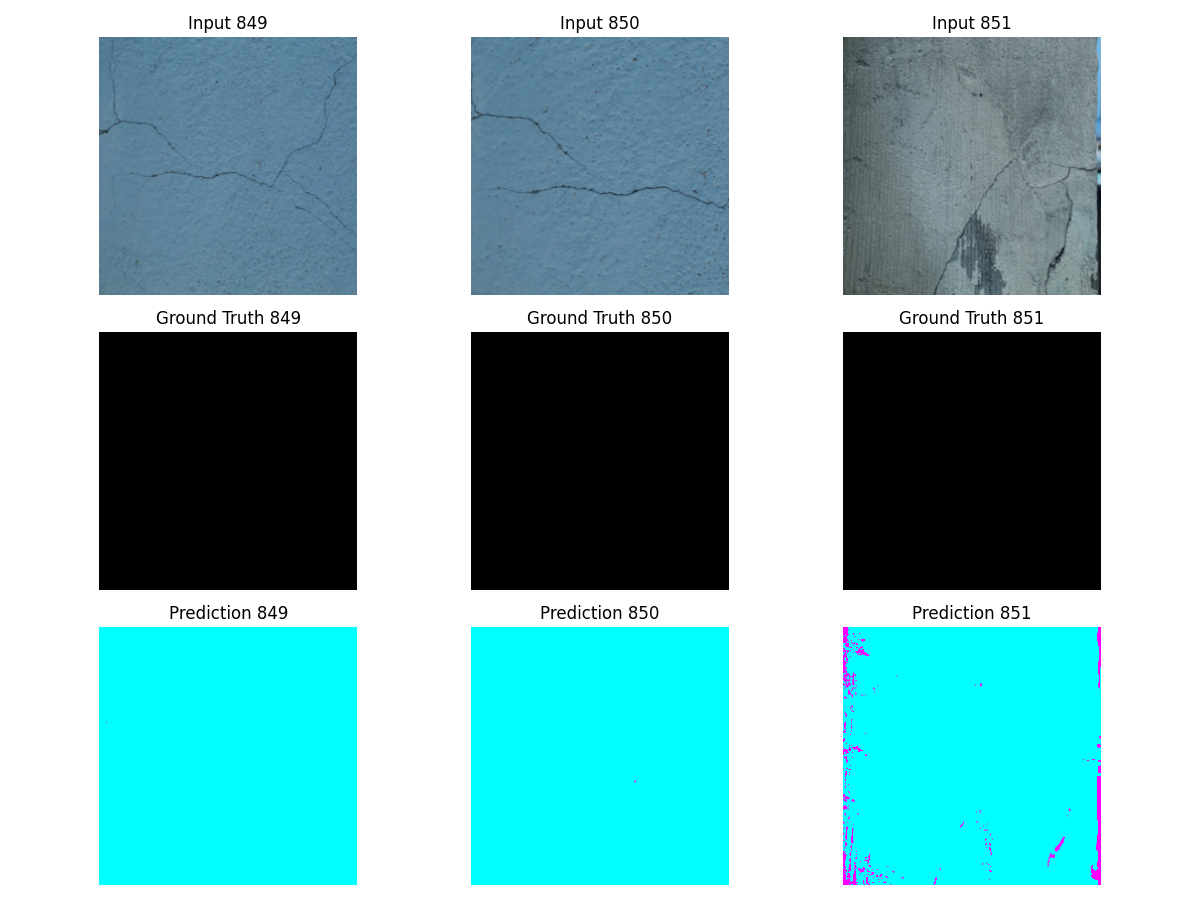 Input 849
Input 850
Input 851
Ground Truth 849
Ground Truth 850
Ground Truth 851
Prediction 849
Prediction 850
Prediction 851